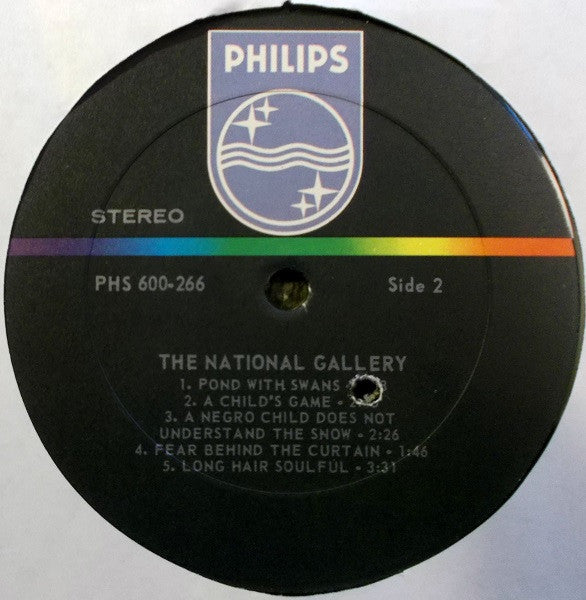 PHILIPS
STEREO
PHS 600-266
Side 2
THE NATIONAL GALLERY
1. POND WITH SWANS
2. A CHILD'S GAME -
3. A NEGRO CHILD DOES NOT
UNDERSTAND THE SNOW - 2:26
4. FEAR BEHIND THE CURTAIN - 1:46
5. LONG HAIR SOULFUL - 3:31